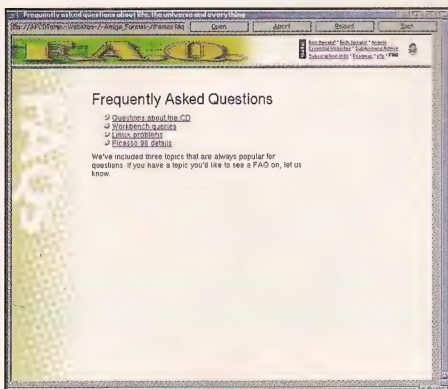 Frequently asked questions about life, the universe and everything
Open About Reload Back
F.A.Q.
FAQS
Frequently Asked Questions
Questions about the CD
Workbench queries
Linux problems
Picasso 96 details
We've included three topics that are always popular for
questions. If you have a topic you'd like to see a FAQ on, let us
know.